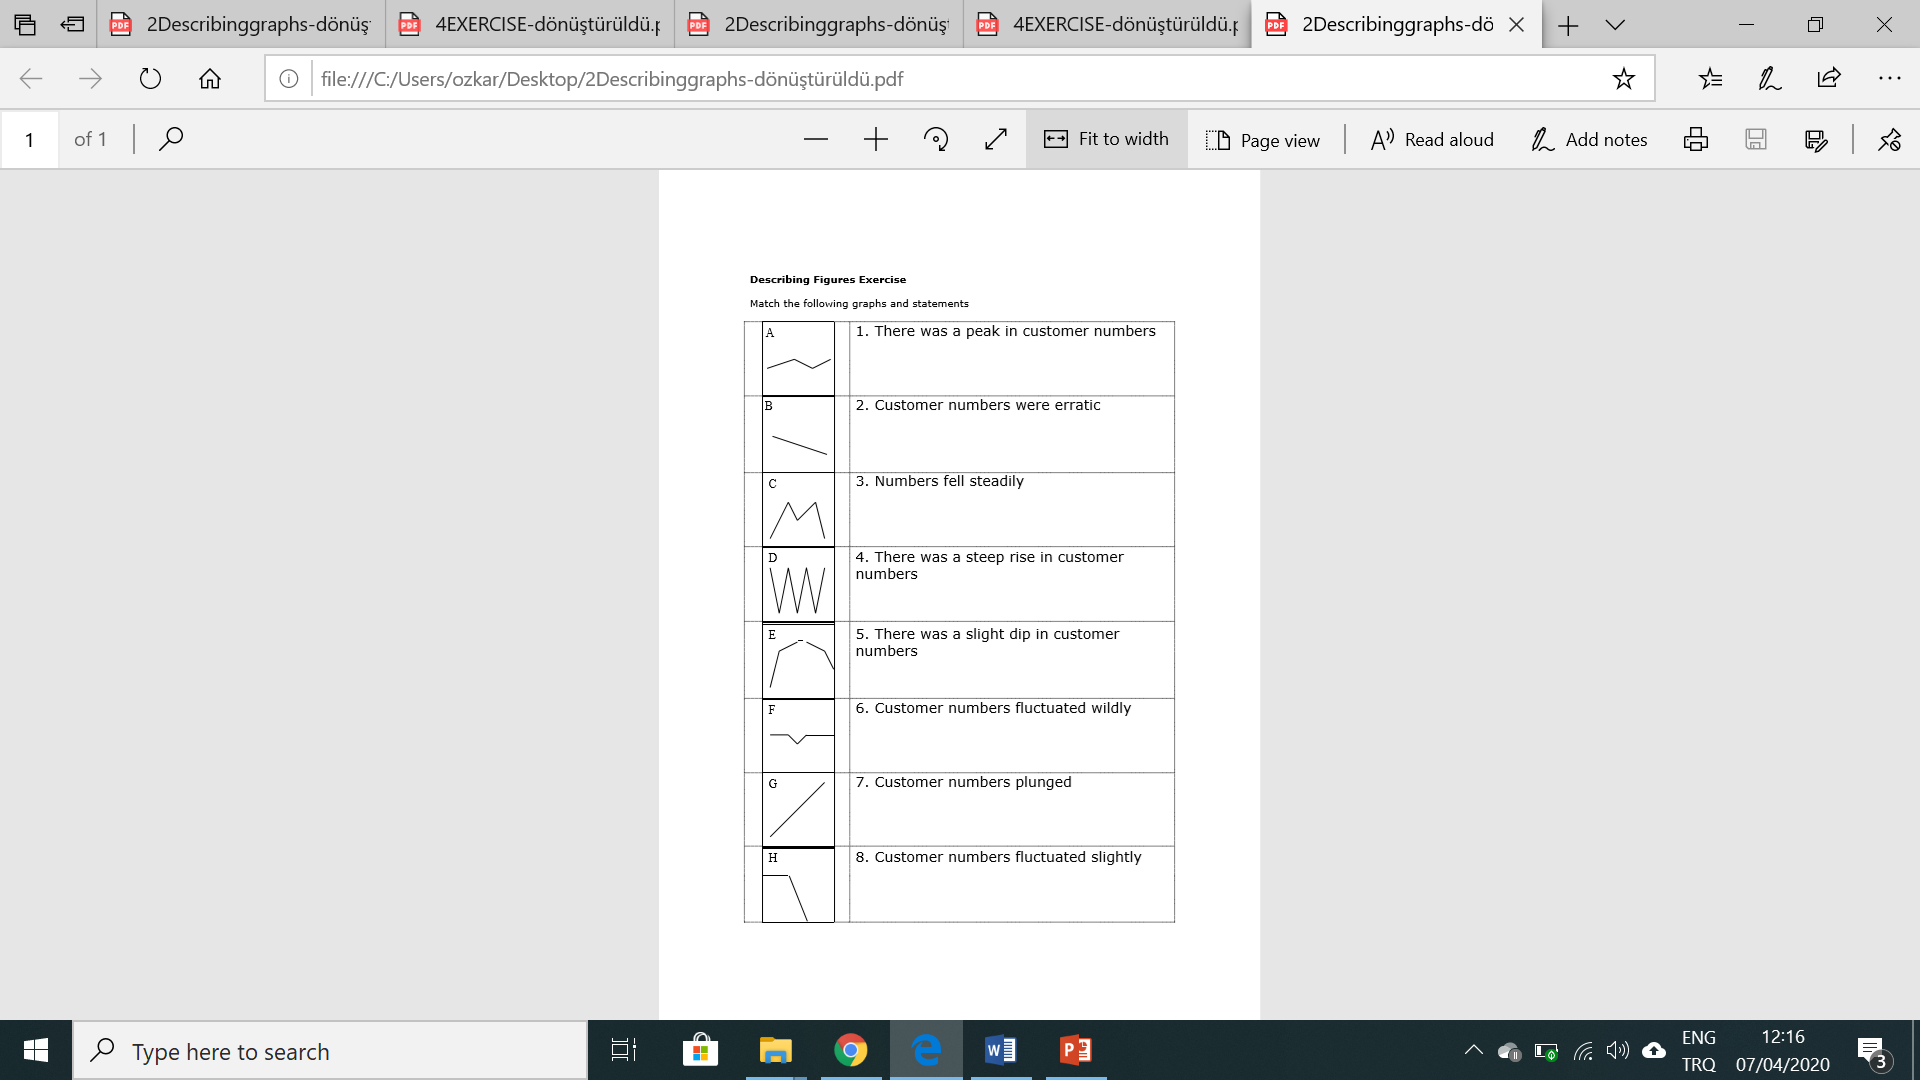 2Describinggraphs-dönüşt
4EXERCISE-dönüştürüldü.p
2Describinggraphs-dönüşt
4EXERCISE-dönüştürüldü.p
2Describinggraphs-dö
file:///C:/Users/ozkar/Desktop/2Describinggraphs-dönüştürüldü.pdf
1 of 1
Fit to width
Page view
Read aloud
Add notes
Describing Figures Exercise
Match the following graphs and statements
A
1. There was a peak in customer numbers
B
2. Customer numbers were erratic
C
3. Numbers fell steadily
D
4. There was a steep rise in customer
numbers
E
5. There was a slight dip in customer
numbers
F
6. Customer numbers fluctuated wildly
G
7. Customer numbers plunged
H
8. Customer numbers fluctuated slightly
Type here to search
ENG
TRQ
12:16
07/04/2020
3